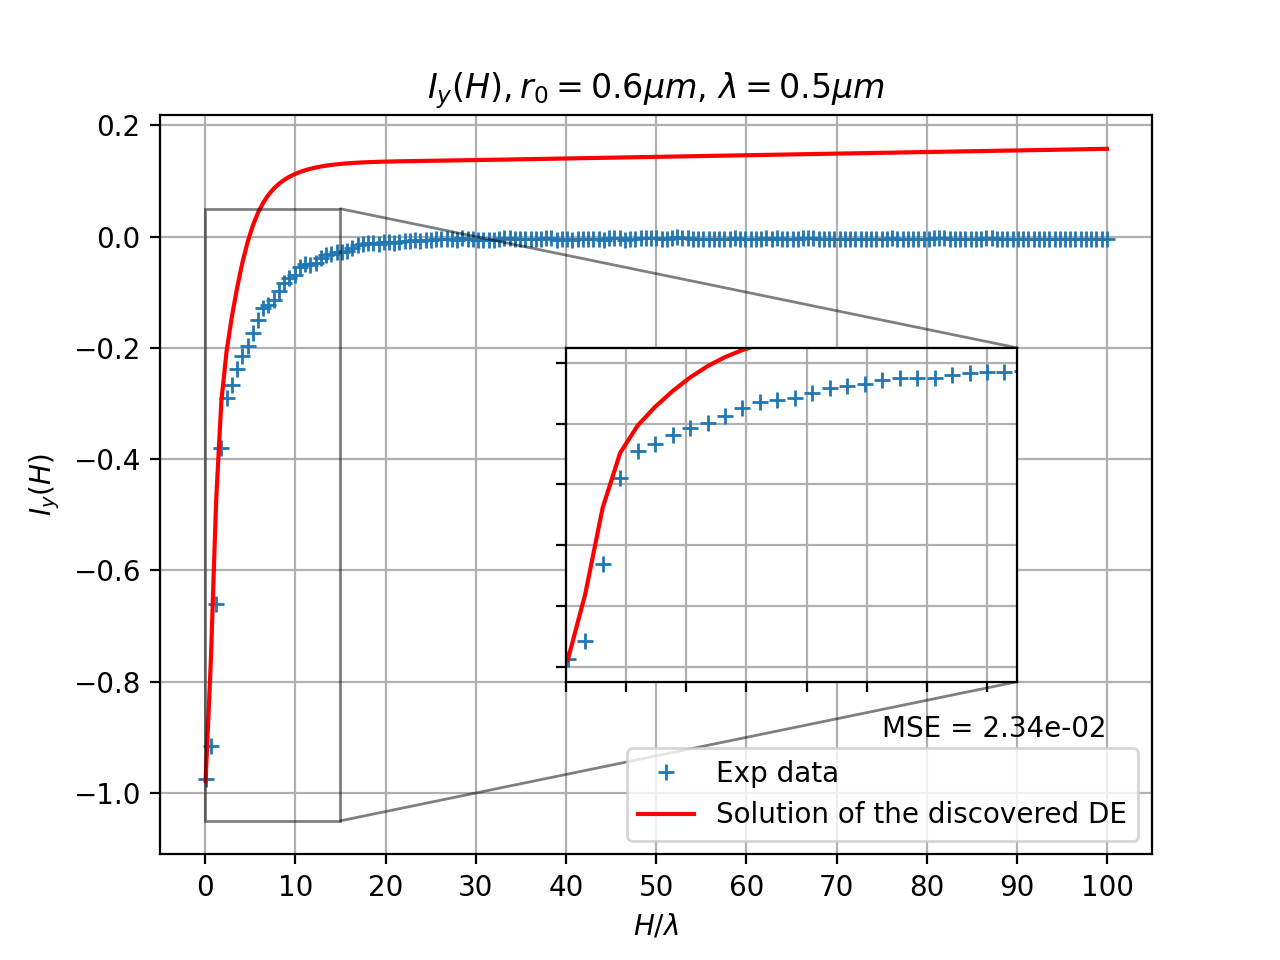 I_y(H), r_0 = 0.6μm, λ = 0.5μm
0.2
0.0
−0.2
−0.4
−0.6
−0.8
−1.0
I_y(H)
MSE = 2.34e-02
Exp data
Solution of the discovered DE
0 10 20 30 40 50 60 70 80 90 100
H/λ